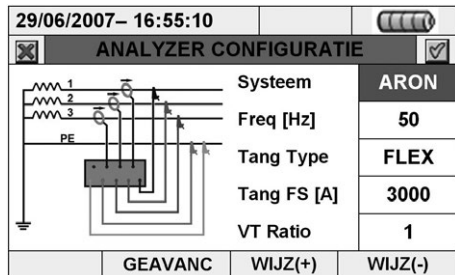 29/06/2007– 16:55:10
ANALYZER CONFIGURATIE
1
2
3
PE
Systeem ARON
Freq [Hz] 50
Tang Type FLEX
Tang FS [A] 3000
VT Ratio 1
GEAVANC WIJZ(+) WIJZ(-)